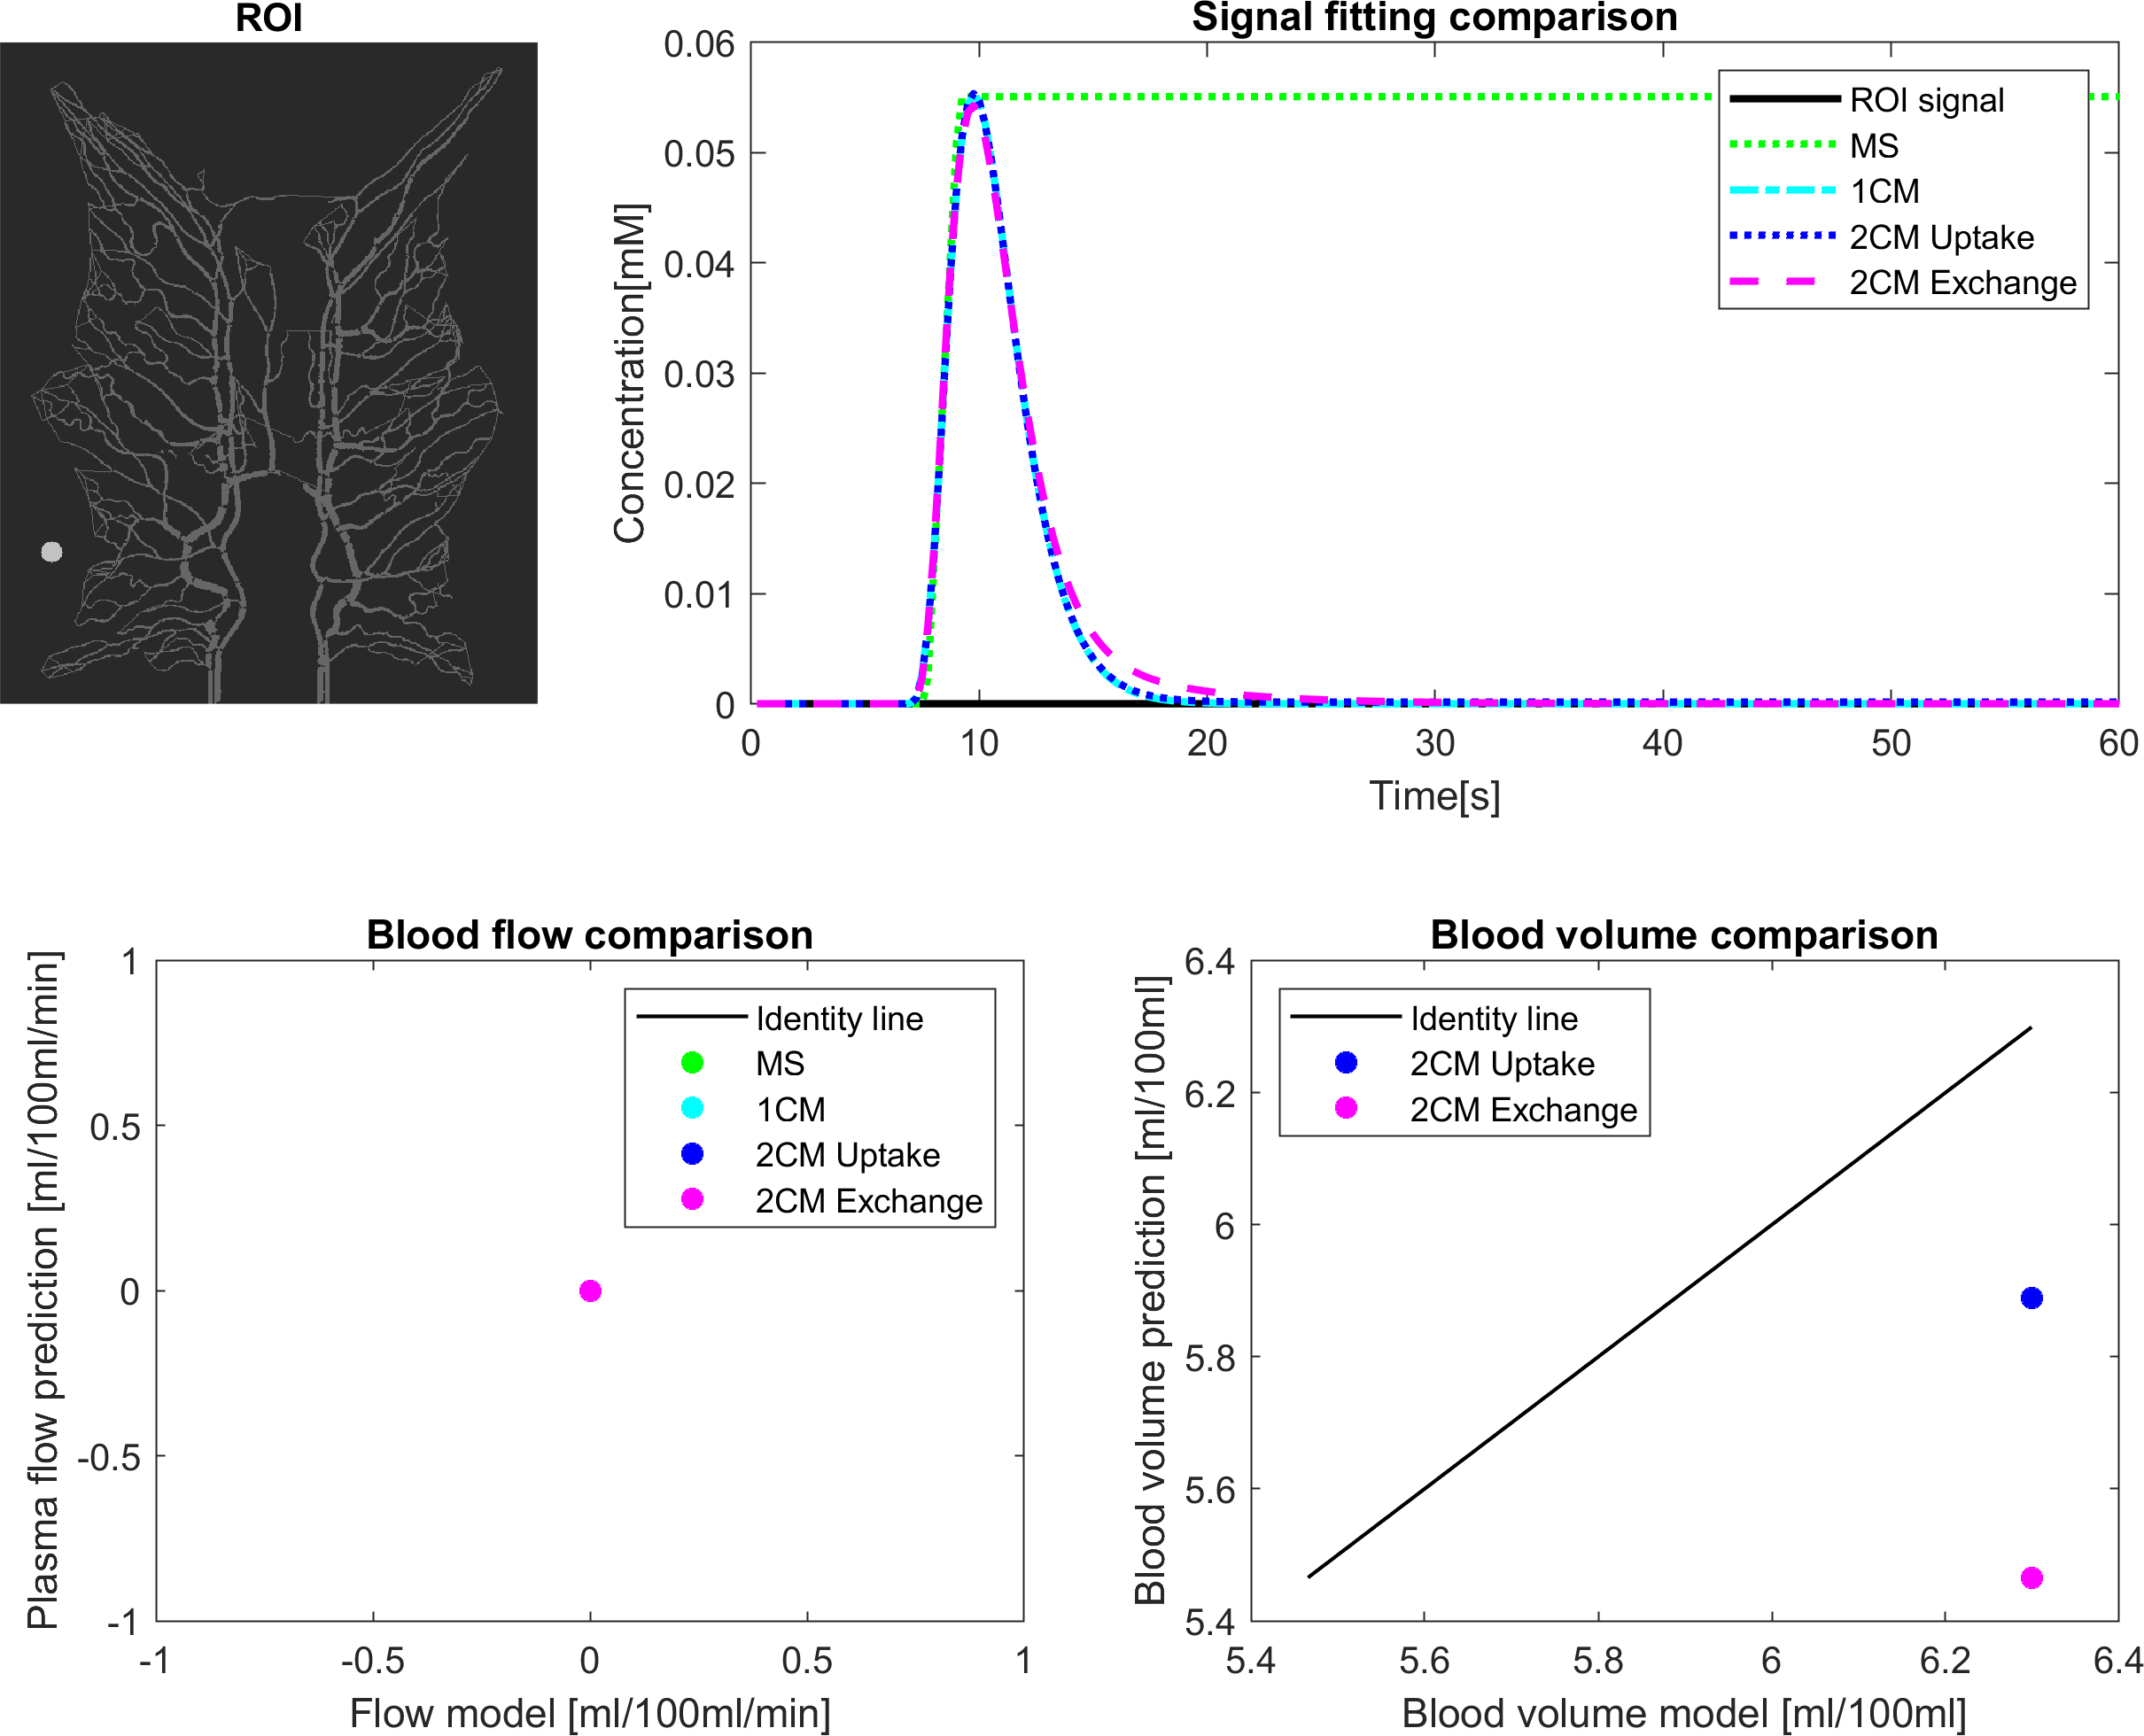 ROI
Signal fitting comparison
0.06
0.05
0.04
0.03
0.02
0.01
0
Concentration[mM]
0 10 20 30 40 50 60
Time[s]
ROI signal
MS
1CM
2CM Uptake
2CM Exchange
Blood flow comparison
1
0.5
0
-0.5
-1
Plasma flow prediction [ml/100ml/min]
-1 -0.5 0 0.5 1
Flow model [ml/100ml/min]
Identity line
MS
1CM
2CM Uptake
2CM Exchange
Blood volume comparison
6.4
6.2
6
5.8
5.6
5.4
Blood volume prediction [ml/100ml]
5.4 5.6 5.8 6 6.2 6.4
Blood volume model [ml/100ml]
Identity line
2CM Uptake
2CM Exchange